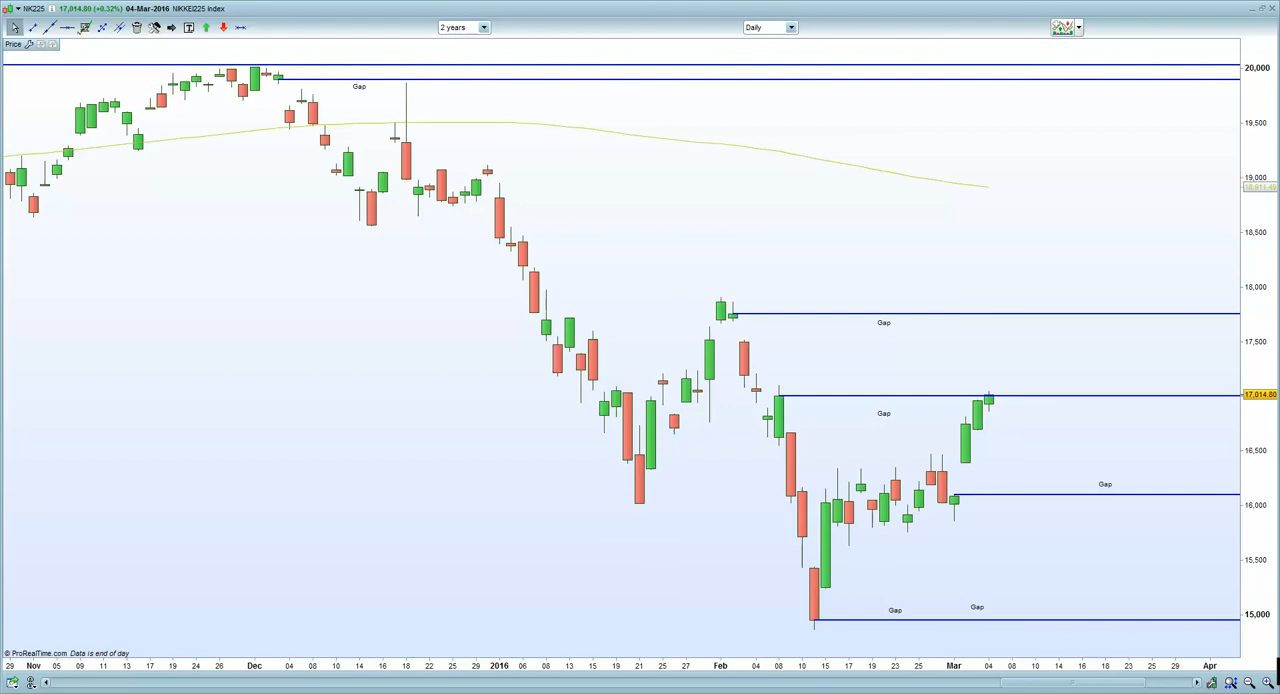 NK225 17,014.80 (+0.32%) 04-Mar-2016 NIKKEI225 Index
2 years
Daily
Price
20,000
Gap
19,500
19,000
18,911.49
18,500
18,000
Gap
17,500
17,014.80
Gap
16,500
Gap
16,000
15,500
Gap
Gap
15,000
© ProRealTime.com Data is end of day
29 Nov 05 09 11 13 17 19 24 26 Dec 04 08 10 14 16 18 22 25 29 2016 06 08 13 15 19 21 25 27 Feb 04 08 10 15 17 19 23 25 Mar 04 08 10 14 16 18 23 25 29 Apr